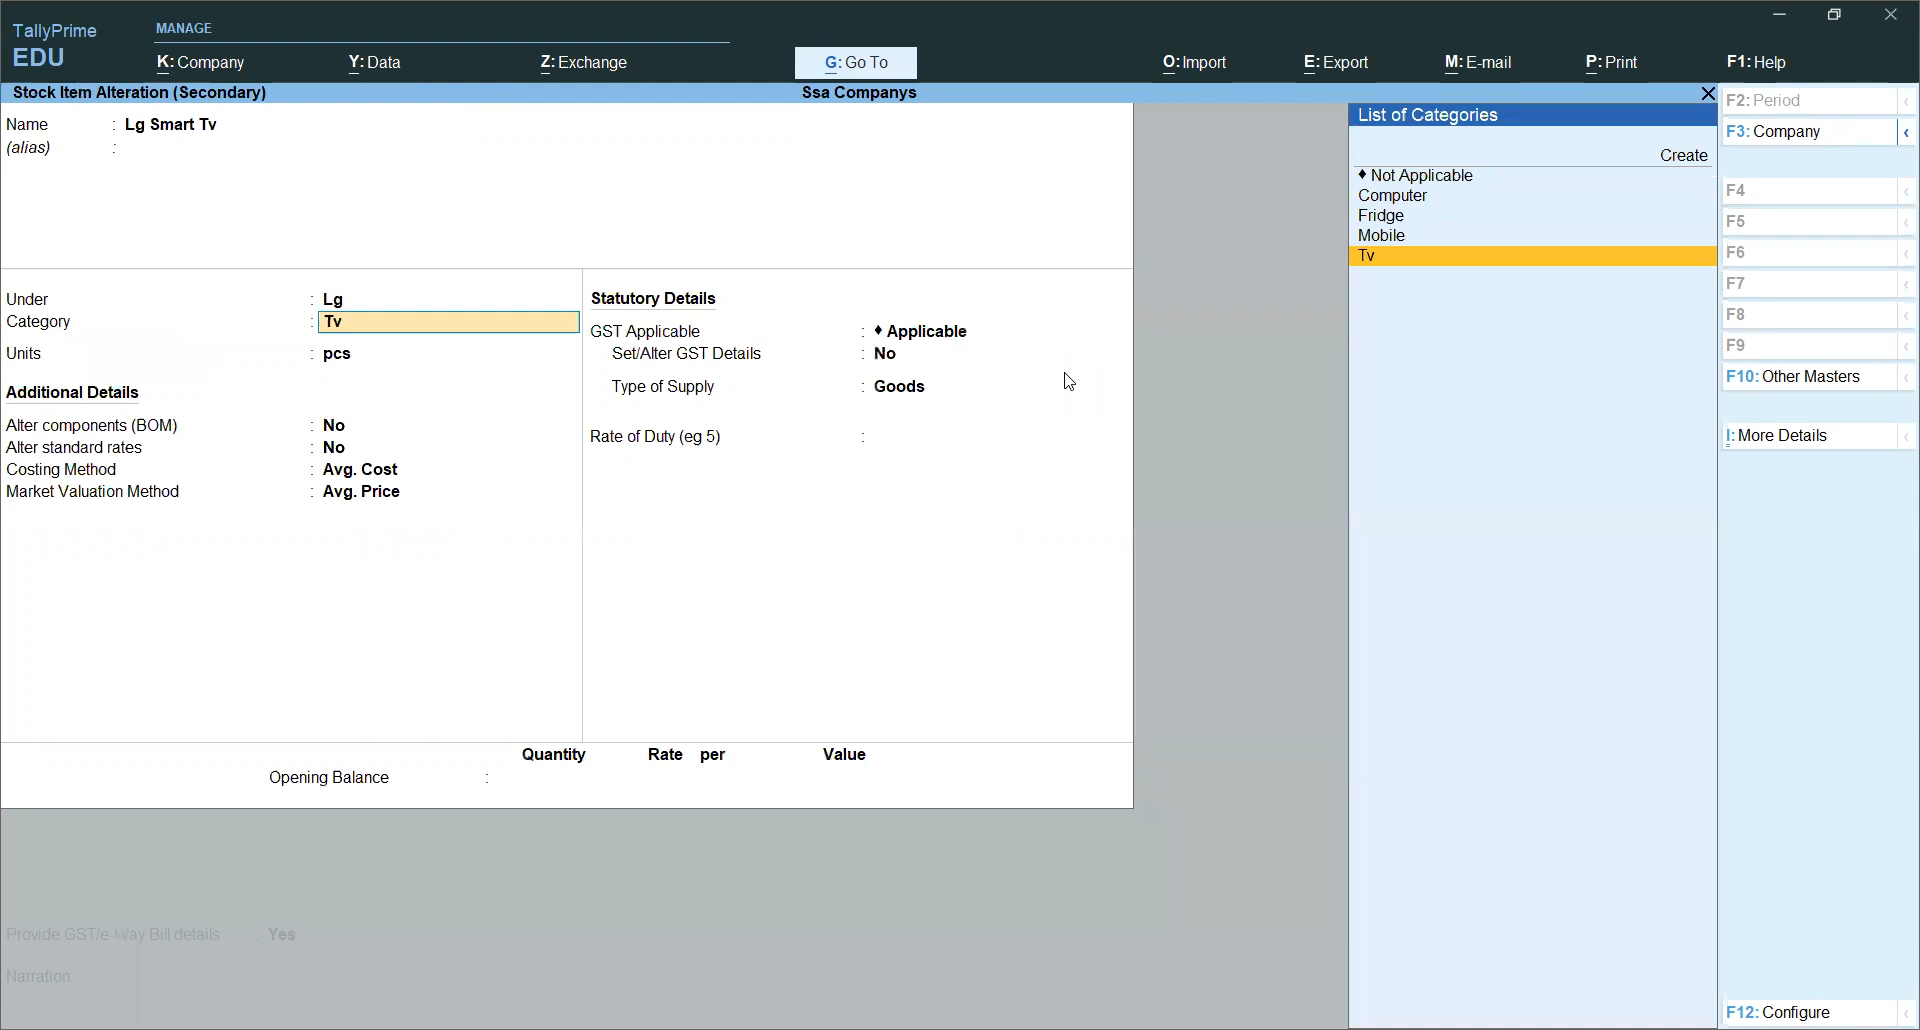 TallyPrime
EDU
MANAGE
K: Company
Y: Data
Z: Exchange
G: Go To
O: Import
E: Export
M: E-mail
P: Print
F1: Help
Stock Item Alteration (Secondary)
Ssa Companys
Name : Lg Smart Tv
(alias) :
Under : Lg
Category : Tv
Units : pcs
Additional Details
Alter components (BOM) : No
Alter standard rates : No
Costing Method : Avg. Cost
Market Valuation Method : Avg. Price
Statutory Details
GST Applicable : ♦ Applicable
Set/Alter GST Details : No
Type of Supply : Goods
Rate of Duty (eg 5) :
Quantity Rate per Value
Opening Balance :
Provide GST/e-Way Bill details : Yes
Narration:
List of Categories
Create
♦ Not Applicable
Computer
Fridge
Mobile
Tv
F2: Period
F3: Company
F4
F5
F6
F7
F8
F9
F10: Other Masters
I: More Details
F12: Configure